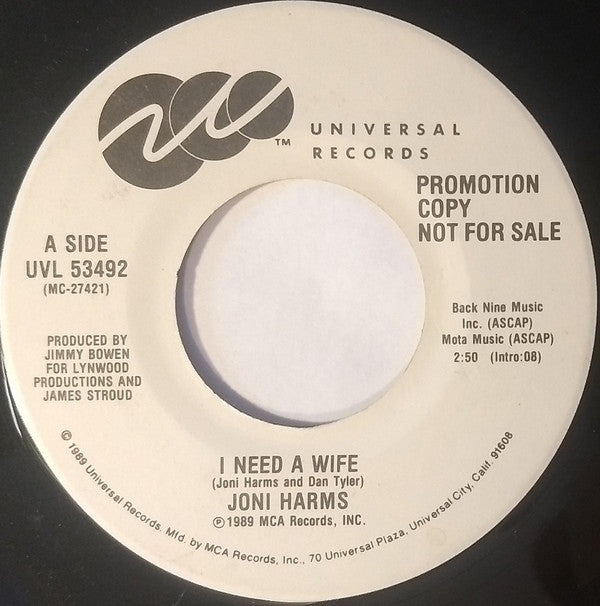 UNIVERSAL
RECORDS
TM
PROMOTION
COPY
NOT FOR SALE
A SIDE
UVL 53492
(MC-27421)
PRODUCED BY
JIMMY BOWEN
FOR LYNWOOD
PRODUCTIONS AND
JAMES STROUD
Back Nine Music
Inc. (ASCAP)
Mota Music (ASCAP)
2:50 (Intro:08)
I NEED A WIFE
(Joni Harms and Dan Tyler)
JONI HARMS
℗1989 MCA Records, INC.
©1989 Universal Records. Mfd. by MCA Records, Inc., 70 Universal Plaza, Universal City, Calif. 91608